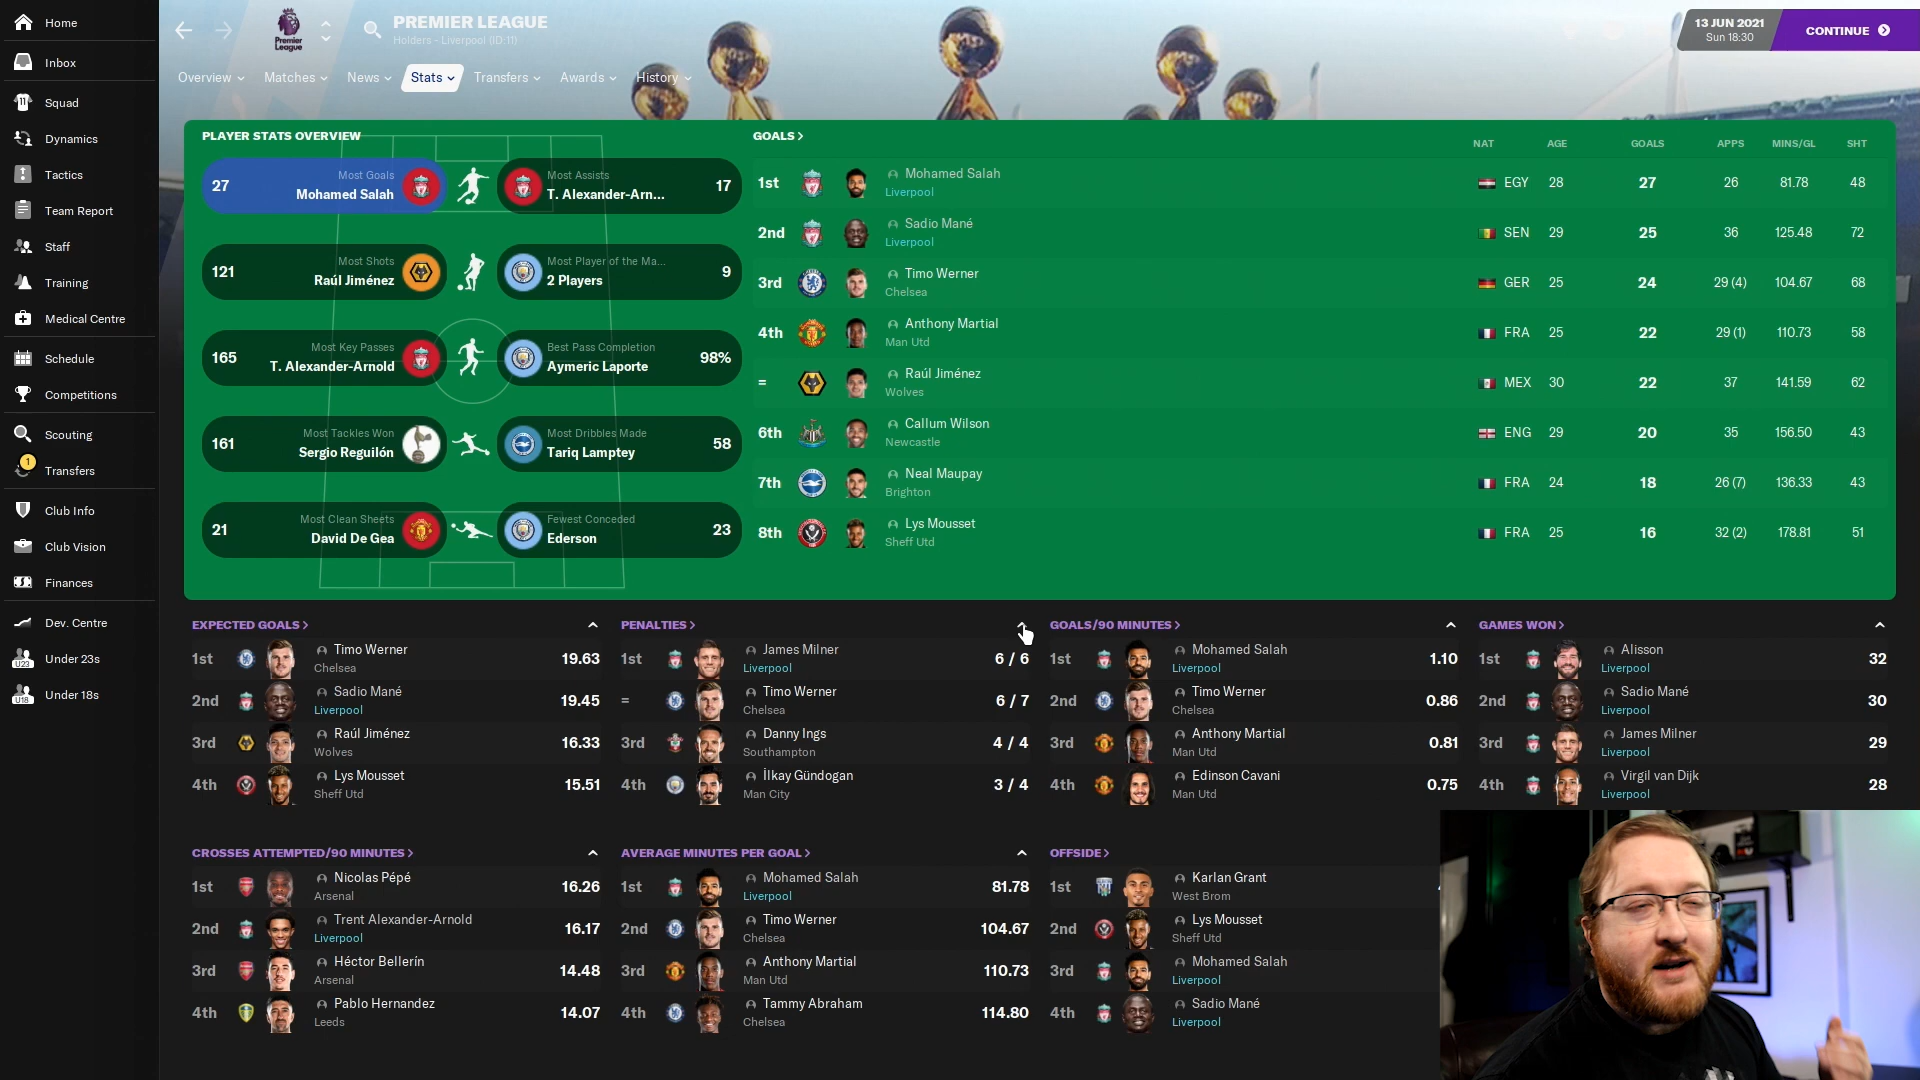 Home
Inbox
Squad
Dynamics
Tactics
Team Report
Staff
Training
Medical Centre
Schedule
Competitions
Scouting
1
Transfers
Club Info
Club Vision
Finances
Dev. Centre
U23
Under 23s
U18
Under 18s
Premier League
PREMIER LEAGUE
Holders - Liverpool (ID:11)
13 JUN 2021
Sun 18:30
CONTINUE
Overview
Matches
News
Stats
Transfers
Awards
History
PLAYER STATS OVERVIEW
27 Most Goals
Mohamed Salah
Most Assists 17
T. Alexander-Arn...
121 Most Shots
Raúl Jiménez
Most Player of the Ma... 9
2 Players
165 Most Key Passes
T. Alexander-Arnold
Best Pass Completion 98%
Aymeric Laporte
161 Most Tackles Won
Sergio Reguilón
Most Dribbles Made 58
Tariq Lamptey
21 Most Clean Sheets
David De Gea
Fewest Conceded 23
Ederson
GOALS > NAT AGE GOALS APPS MINS/GL SHT
1st Mohamed Salah EGY 28 27 26 81.78 48
Liverpool
2nd Sadio Mané SEN 29 25 36 125.48 72
Liverpool
3rd Timo Werner GER 25 24 29 (4) 104.67 68
Chelsea
4th Anthony Martial FRA 25 22 29 (1) 110.73 58
Man Utd
= Raúl Jiménez MEX 30 22 37 141.59 62
Wolves
6th Callum Wilson ENG 29 20 35 156.50 43
Newcastle
7th Neal Maupay FRA 24 18 26 (7) 136.33 43
Brighton
8th Lys Mousset FRA 25 16 32 (2) 178.81 51
Sheff Utd
EXPECTED GOALS >
1st Timo Werner 19.63
Chelsea
2nd Sadio Mané 19.45
Liverpool
3rd Raúl Jiménez 16.33
Wolves
4th Lys Mousset 15.51
Sheff Utd
PENALTIES >
1st James Milner 6 / 6
Liverpool
= Timo Werner 6 / 7
Chelsea
3rd Danny Ings 4 / 4
Southampton
4th İlkay Gündogan 3 / 4
Man City
GOALS/90 MINUTES >
1st Mohamed Salah 1.10
Liverpool
2nd Timo Werner 0.86
Chelsea
3rd Anthony Martial 0.81
Man Utd
4th Edinson Cavani 0.75
Man Utd
GAMES WON >
1st Alisson 32
Liverpool
2nd Sadio Mané 30
Liverpool
3rd James Milner 29
Liverpool
4th Virgil van Dijk 28
Liverpool
CROSSES ATTEMPTED/90 MINUTES >
1st Nicolas Pépé 16.26
Arsenal
2nd Trent Alexander-Arnold 16.17
Liverpool
3rd Héctor Bellerín 14.48
Arsenal
4th Pablo Hernandez 14.07
Leeds
AVERAGE MINUTES PER GOAL >
1st Mohamed Salah 81.78
Liverpool
2nd Timo Werner 104.67
Chelsea
3rd Anthony Martial 110.73
Man Utd
4th Tammy Abraham 114.80
Chelsea
OFFSIDE >
1st Karlan Grant
West Brom
2nd Lys Mousset
Sheff Utd
3rd Mohamed Salah
Liverpool
4th Sadio Mané
Liverpool